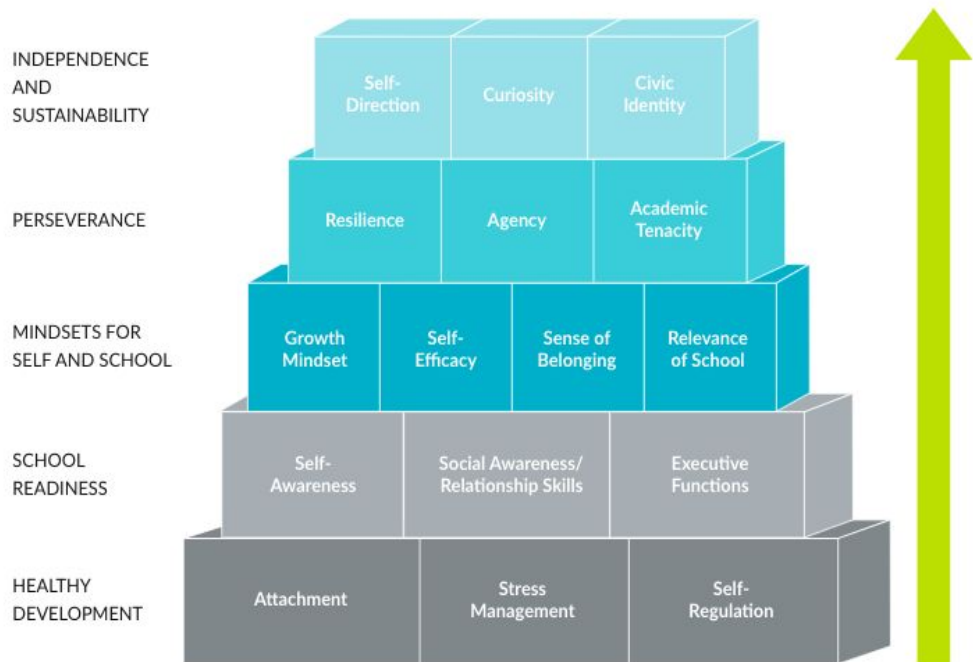 INDEPENDENCE
AND
SUSTAINABILITY
Self-
Direction
Curiosity
Civic
Identity
PERSEVERANCE
Resilience
Agency
Academic
Tenacity
MINDSETS FOR
SELF AND SCHOOL
Growth
Mindset
Self-
Efficacy
Sense of
Belonging
Relevance
of School
SCHOOL
READINESS
Self-
Awareness
Social Awareness/
Relationship Skills
Executive
Functions
HEALTHY
DEVELOPMENT
Attachment
Stress
Management
Self-
Regulation